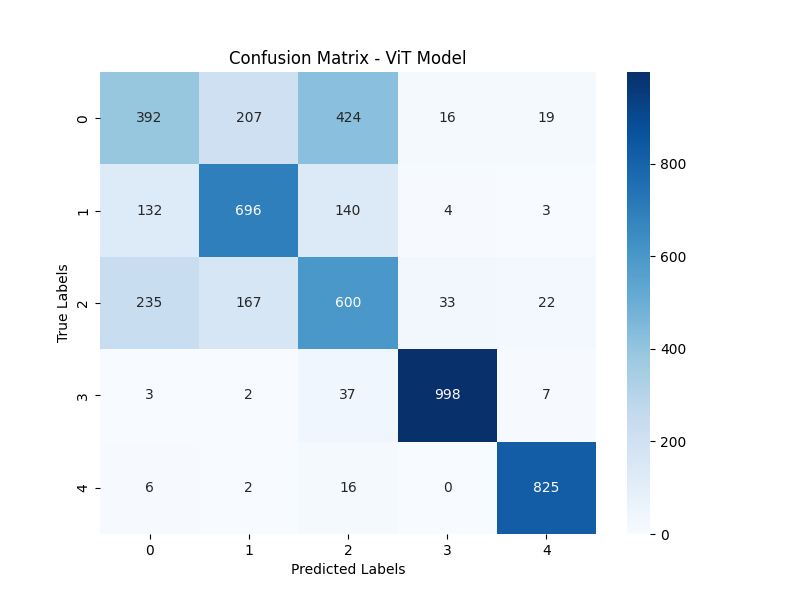 Confusion Matrix - ViT Model
0 392 207 424 16 19
1 132 696 140 4 3
2 235 167 600 33 22
3 3 2 37 998 7
4 6 2 16 0 825
0 1 2 3 4
Predicted Labels
True Labels
800
600
400
200
0